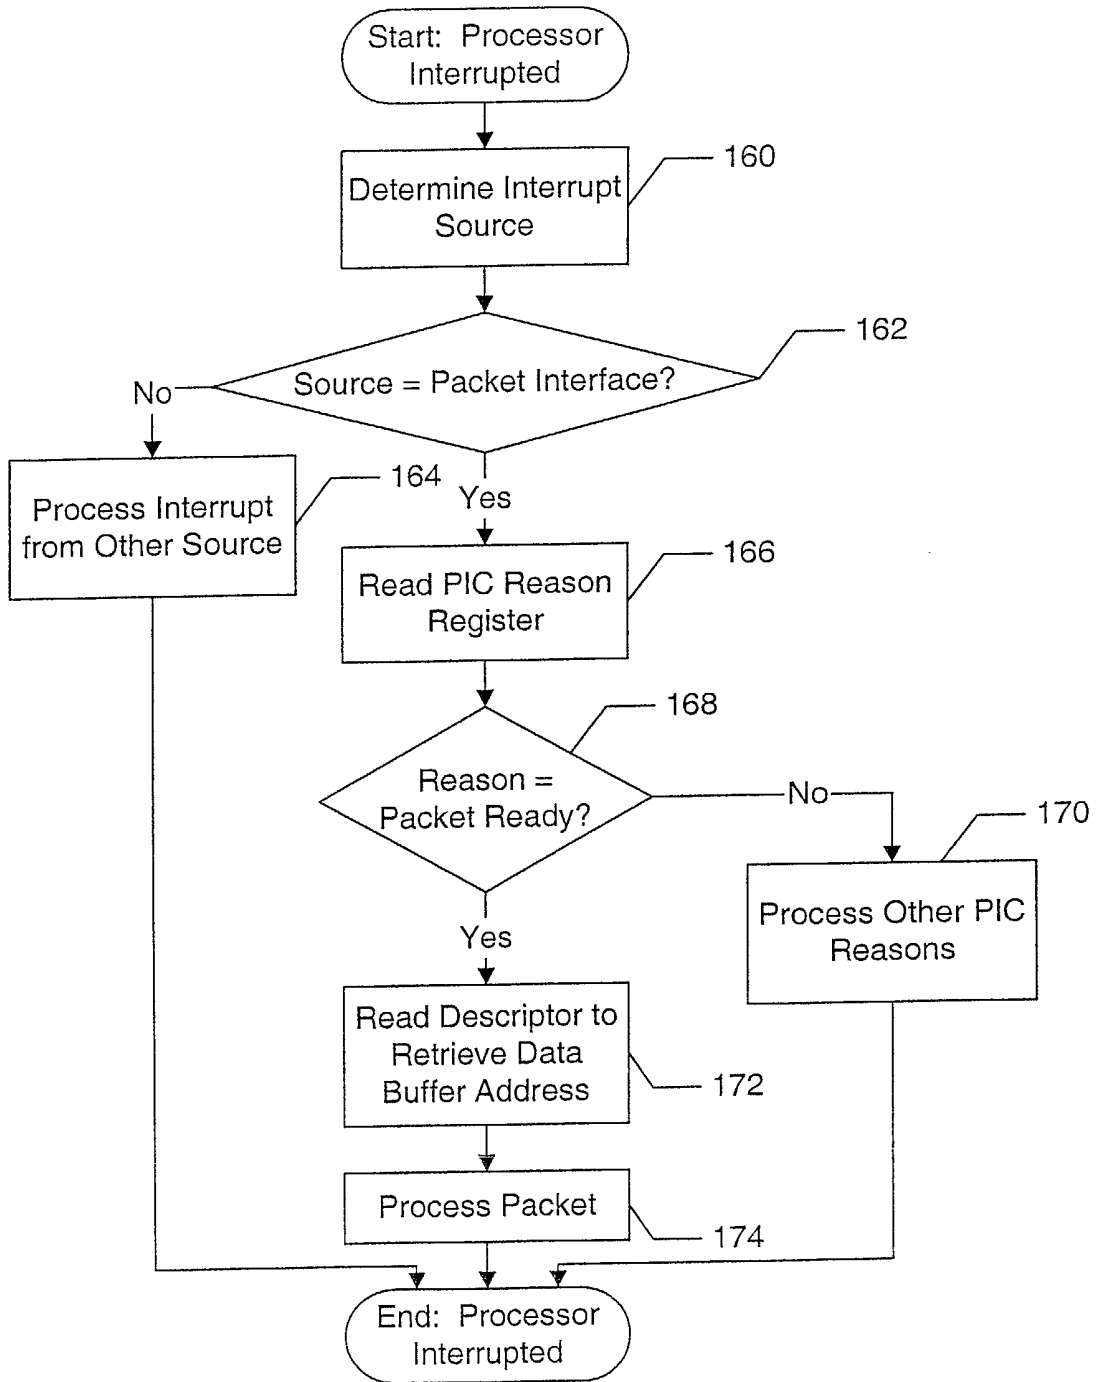 Start: Processor
Interrupted
160
Determine Interrupt
Source
162
Source = Packet Interface?
No
164
Process Interrupt
from Other Source
Yes
166
Read PIC Reason
Register
168
Reason =
Packet Ready?
No
170
Process Other PIC
Reasons
Yes
Read Descriptor to
Retrieve Data
Buffer Address
172
Process Packet
174
End: Processor
Interrupted